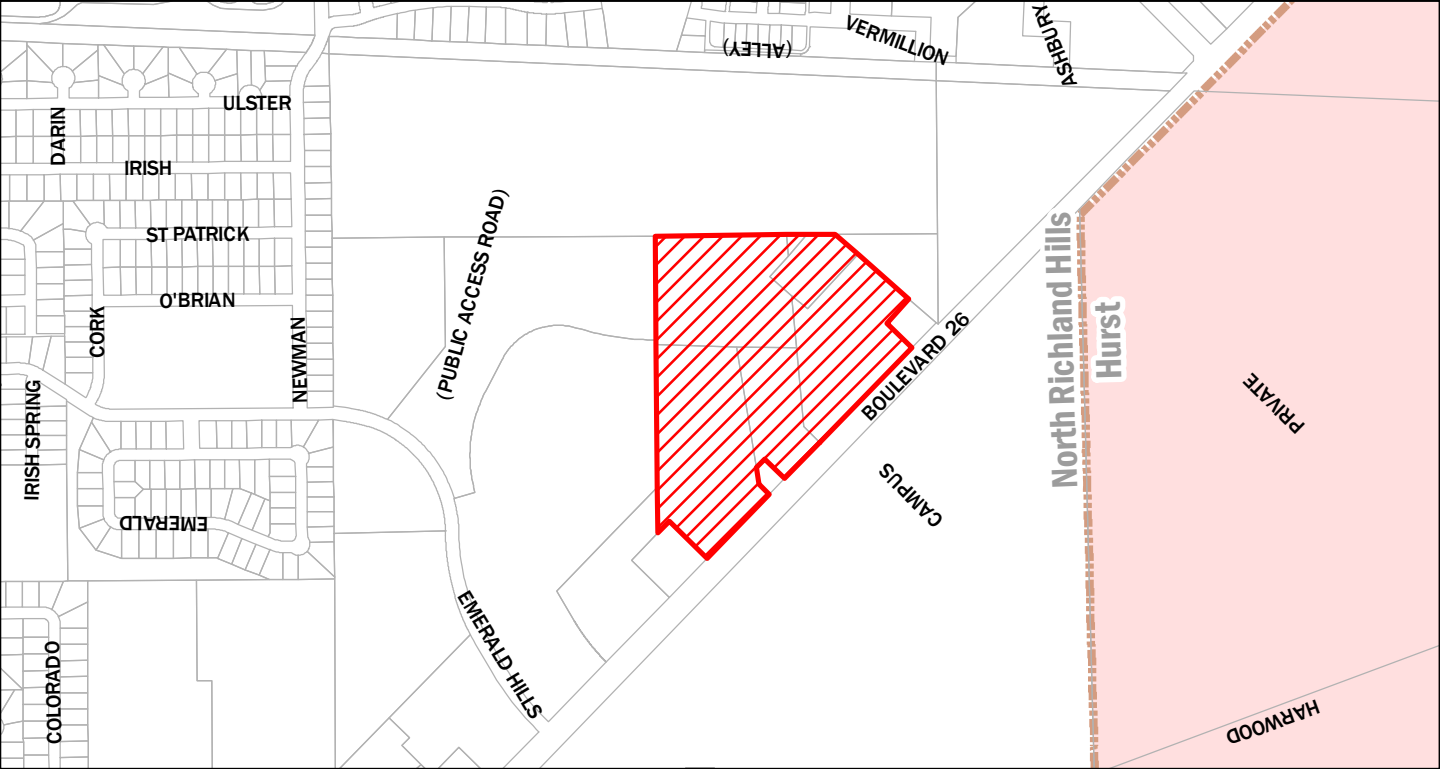 VERMILLION
(ALLEY)
ASHBURY
ULSTER
DARIN
IRISH
ST PATRICK
O'BRIAN
CORK
NEWMAN
(PUBLIC ACCESS ROAD)
BOULEVARD 26
North Richland Hills
Hurst
PRIVATE
IRISH SPRING
CAMPUS
EMERALD
EMERALD HILLS
COLORADO
HARWOOD